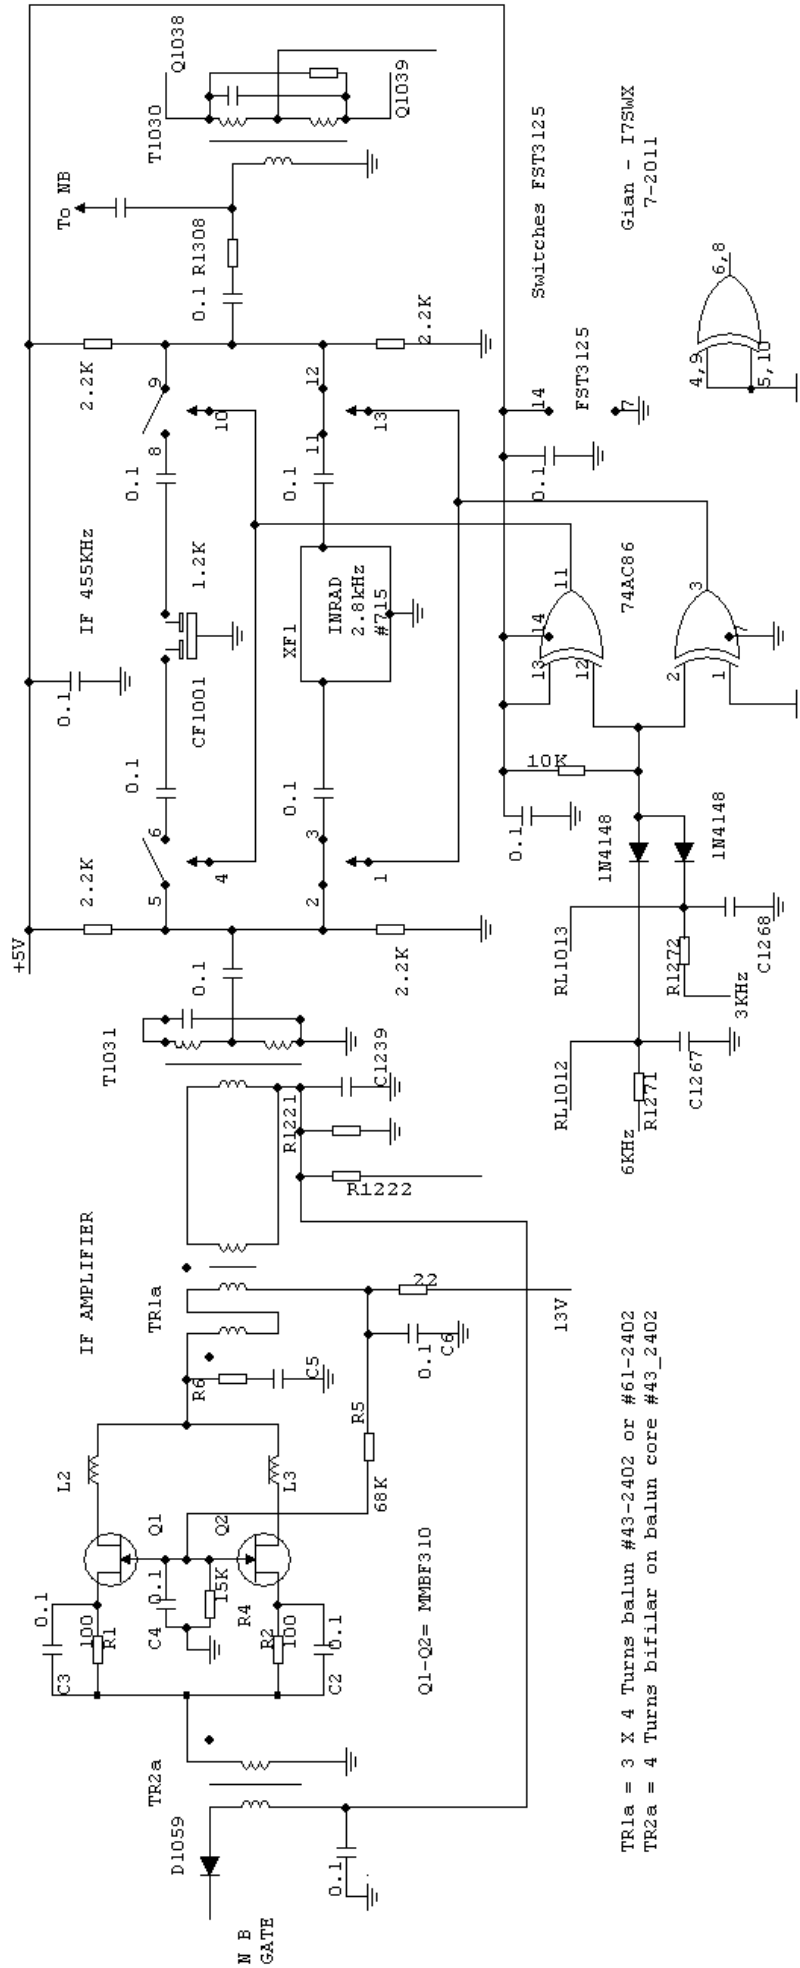 +5V
T1031
2.2K
5
6
0.1
CF1001
0.1
IF 455KHz
1.2K
0.1
8
9
2.2K
To NB
T1030
Q1038
Q1039
0.1
4
10
0.1 R1308
XF1
INRAD
2.8kHz
#715
2
3
0.1
0.1
11
12
1
13
2.2K
2.2K
IF AMPLIFIER
TR1a
R1221
C1239
R1222
22
13V
0.1
C6
R5
68K
R6
C5
L2
L3
Q1
Q2
0.1
C3
100
R1
C4
0.1
15K
R4
R2
100
C2
0.1
Q1-Q2= MMBF310
TR2a
D1059
N B
GATE
0.1
10K
0.1
13
12
14
11
74AC86
2
1
7
3
0.1
14
7
FST3125
Switches FST3125
Gian - I7SWX
7-2011
4,9
5,10
6,8
1N4148
1N4148
RL1013
R1272
C1268
3KHz
RL1012
R1271
C1267
6KHz
TR1a = 3 X 4 Turns balun #43-2402 or #61-2402
TR2a = 4 Turns bifilar on balun core #43_2402